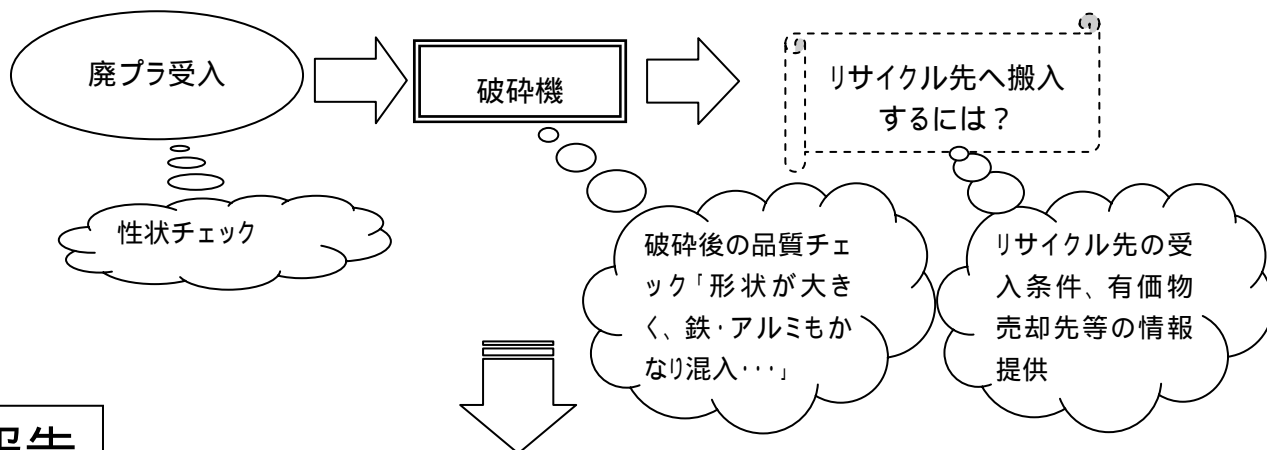 廃プラ受入
破砕機
リサイクル先へ搬入
するには？
性状チェック
破砕後の品質チェ
ック「形状が大き
く、鉄・アルミもか
なり混入・・・」
リサイクル先の受
入条件、有価物
売却先等の情報
提供
報告